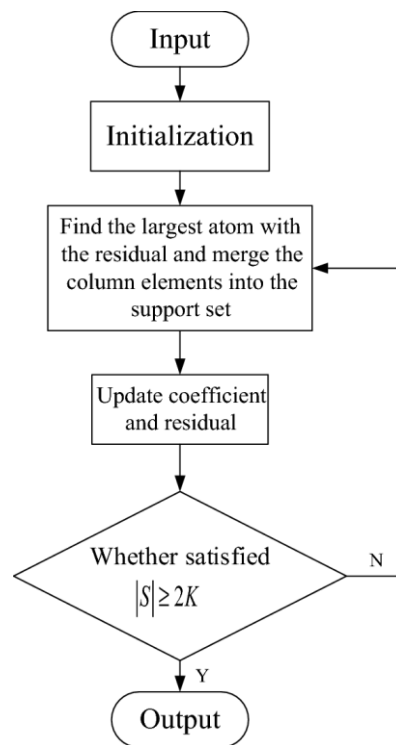 Input
Initialization
Find the largest atom with
the residual and merge the
column elements into the
support set
Update coefficient
and residual
Whether satisfied
|S|≥2K
N
Y
Output